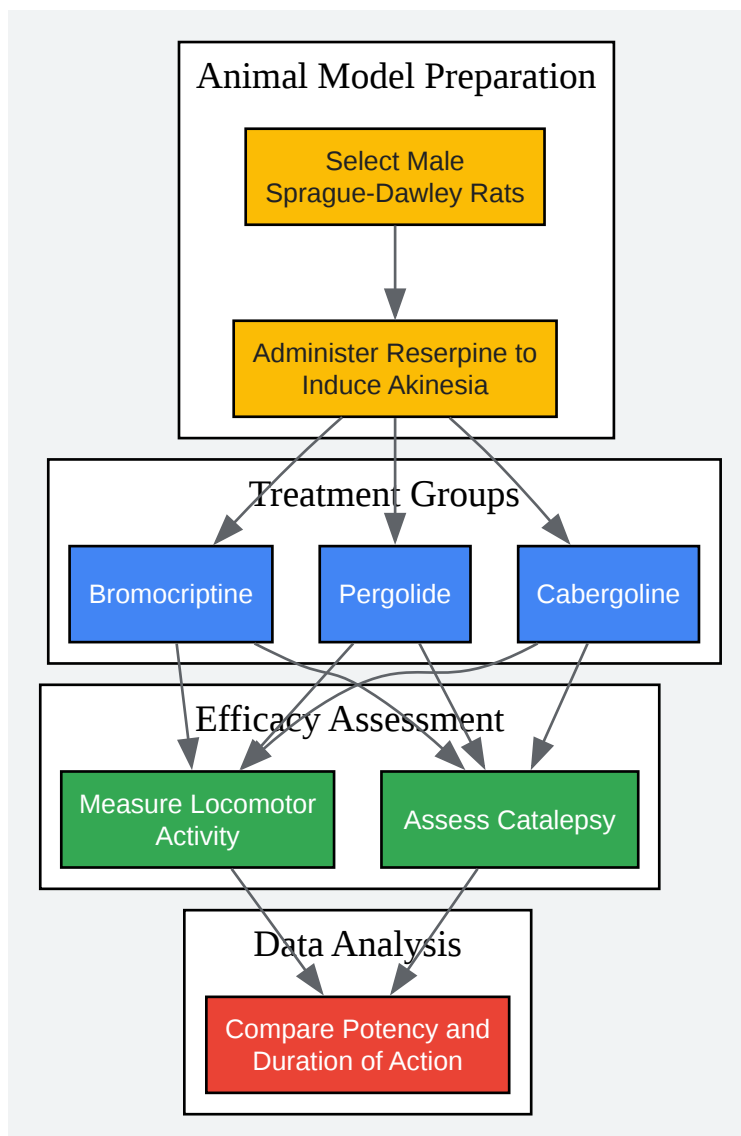 Animal Model Preparation
Select Male
Sprague-Dawley Rats
Administer Reserpine to
Induce Akinesia
Treatment Groups
Bromocriptine
Pergolide
Cabergoline
Efficacy Assessment
Measure Locomotor
Activity
Assess Catalepsy
Data Analysis
Compare Potency and
Duration of Action